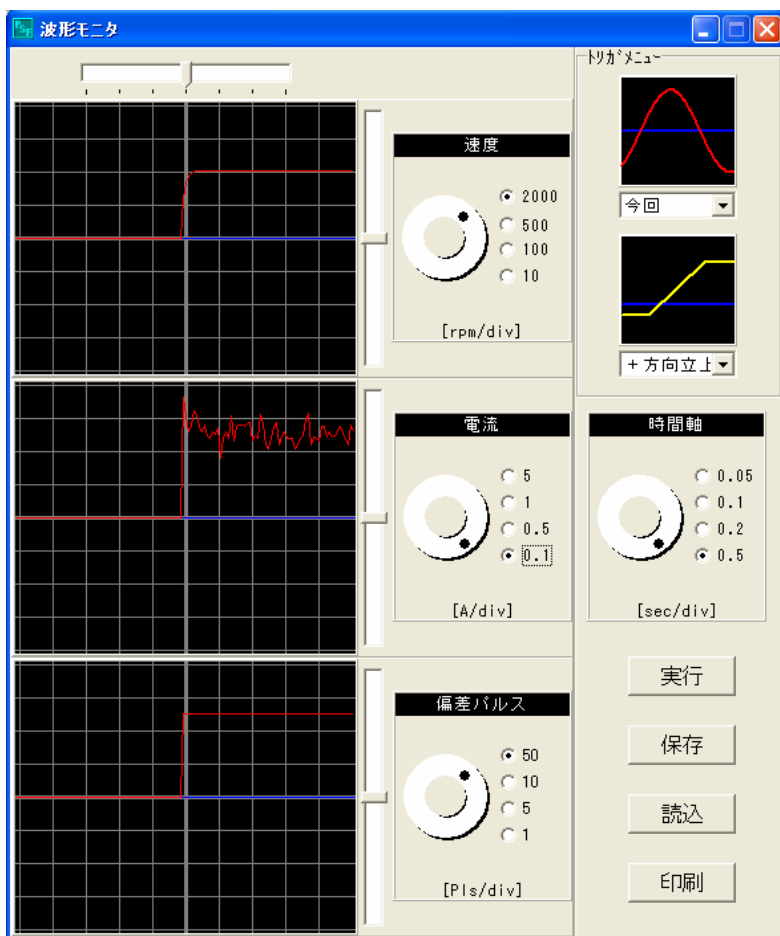 波形モニタ
トリガメニュー
今回
+方向立上
速度
2000
500
100
10
[rpm/div]
電流
5
1
0.5
0.1
[A/div]
時間軸
0.05
0.1
0.2
0.5
[sec/div]
偏差パルス
50
10
5
1
[Pls/div]
実行
保存
読込
印刷